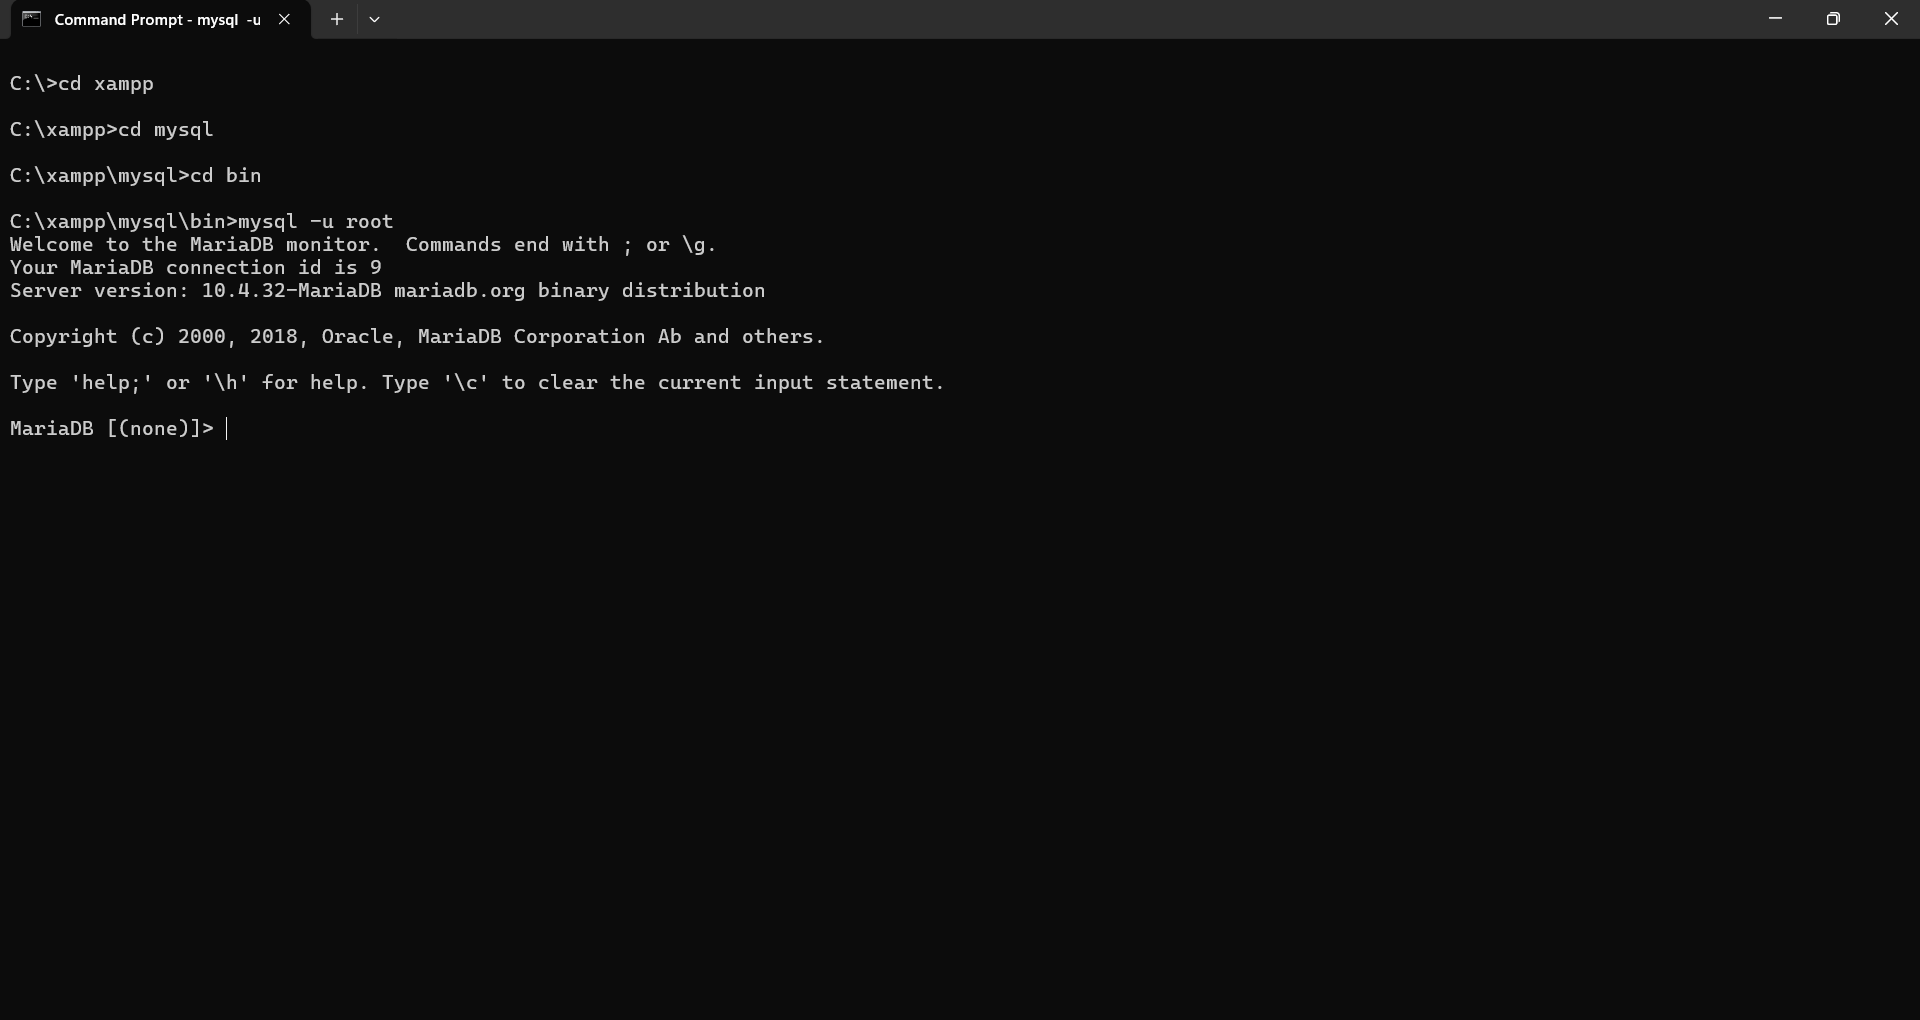 Command Prompt - mysql -u
C:\>cd xampp
C:\xampp>cd mysql
C:\xampp\mysql>cd bin
C:\xampp\mysql\bin>mysql -u root
Welcome to the MariaDB monitor.  Commands end with ; or \g.
Your MariaDB connection id is 9
Server version: 10.4.32-MariaDB mariadb.org binary distribution
Copyright (c) 2000, 2018, Oracle, MariaDB Corporation Ab and others.
Type 'help;' or '\h' for help. Type '\c' to clear the current input statement.
MariaDB [(none)]>